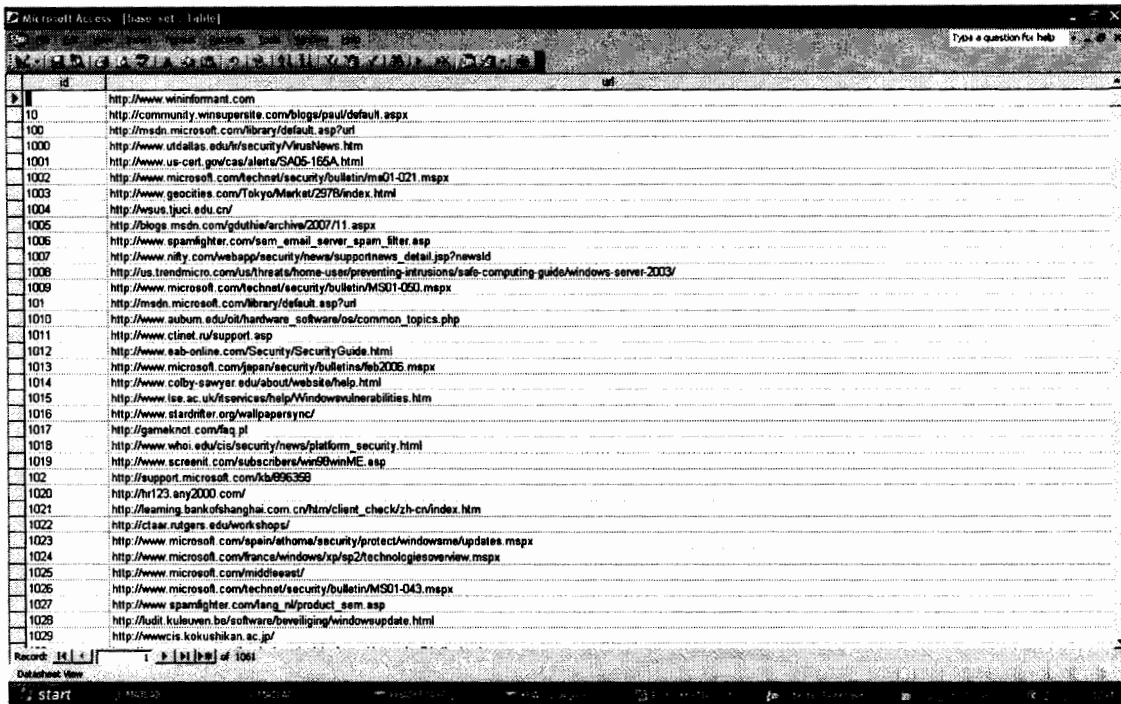 Microsoft Access - [base_set : Table]
Type a question for help
id url
http://www.wininformant.com
10 http://community.winsupersite.com/blogs/paul/default.aspx
100 http://msdn.microsoft.com/library/default.asp?url
1000 http://www.utdallas.edu/ir/security/VirusNews.htm
1001 http://www.us-cert.gov/cas/alerts/SA05-165A.html
1002 http://www.microsoft.com/technet/security/bulletin/ms01-021.mspx
1003 http://www.geocities.com/Tokyo/Market/2978/index.html
1004 http://wsus.tjuci.edu.cn/
1005 http://blogs.msdn.com/gduthie/archive/2007/11.aspx
1006 http://www.spamfighter.com/sem_email_server_spam_filter.asp
1007 http://www.nifty.com/webapp/security/news/supportnews_detail.jsp?newsId
1008 http://us.trendmicro.com/us/threats/home-user/preventing-intrusions/safe-computing-guide/windows-server-2003/
1009 http://www.microsoft.com/technet/security/bulletin/MS01-050.mspx
101 http://msdn.microsoft.com/library/default.asp?url
1010 http://www.auburn.edu/oit/hardware_software/os/common_topics.php
1011 http://www.ctinet.ru/support.asp
1012 http://www.eab-online.com/Security/SecurityGuide.html
1013 http://www.microsoft.com/japan/security/bulletins/feb2006.mspx
1014 http://www.colby-sawyer.edu/about/website/help.html
1015 http://www.lse.ac.uk/itservices/help/Windowsvulnerabilities.htm
1016 http://www.stardrifter.org/wallpapersync/
1017 http://gameknot.com/faq.pl
1018 http://www.whoi.edu/cis/security/news/platform_security.html
1019 http://www.screenit.com/subscribers/win98winME.asp
102 http://support.microsoft.com/kb/896358
1020 http://hr123.any2000.com/
1021 http://learning.bankofshanghai.com.cn/htm/client_check/zh-cn/index.htm
1022 http://ctaar.rutgers.edu/workshops/
1023 http://www.microsoft.com/spain/athome/security/protect/windowsme/updates.mspx
1024 http://www.microsoft.com/france/windows/xp/sp2/technologiesoverview.mspx
1025 http://www.microsoft.com/middleeast/
1026 http://www.microsoft.com/technet/security/bulletin/MS01-043.mspx
1027 http://www.spamfighter.com/lang_nl/product_sem.asp
1028 http://ludit.kuleuven.be/software/beveiliging/windowsupdate.html
1029 http://wwwcis.kokushikan.ac.jp/
Record: 1 of 1061
Datasheet View
start